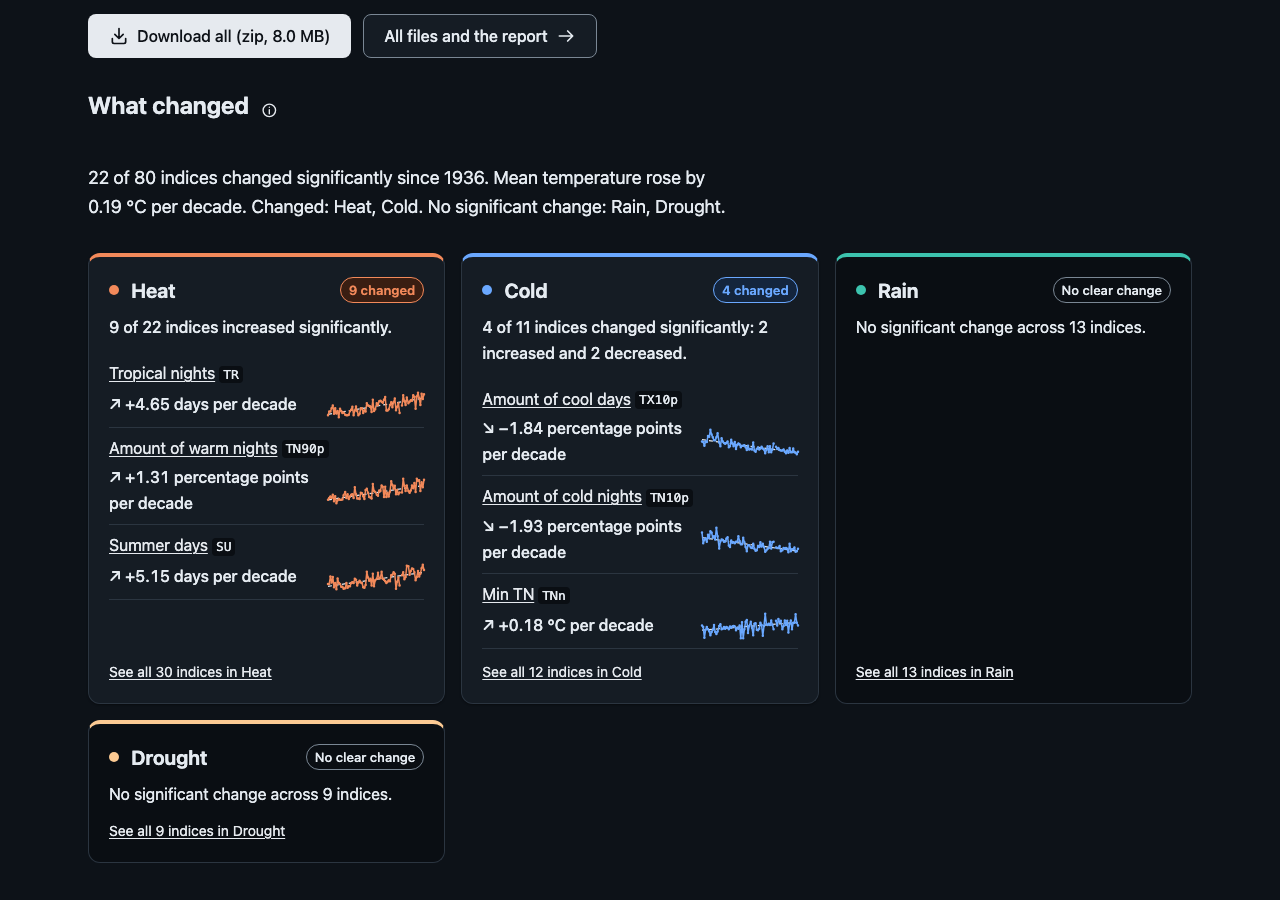 Download all (zip, 8.0 MB)
All files and the report →
What changed
22 of 80 indices changed significantly since 1936. Mean temperature rose by
0.19 °C per decade. Changed: Heat, Cold. No significant change: Rain, Drought.
Heat
9 changed
9 of 22 indices increased significantly.
Tropical nights TR
↗ +4.65 days per decade
Amount of warm nights TN90p
↗ +1.31 percentage points
per decade
Summer days SU
↗ +5.15 days per decade
See all 30 indices in Heat
Cold
4 changed
4 of 11 indices changed significantly: 2
increased and 2 decreased.
Amount of cool days TX10p
↘ −1.84 percentage points
per decade
Amount of cold nights TN10p
↘ −1.93 percentage points
per decade
Min TN TNn
↗ +0.18 °C per decade
See all 12 indices in Cold
Rain
No clear change
No significant change across 13 indices.
See all 13 indices in Rain
Drought
No clear change
No significant change across 9 indices.
See all 9 indices in Drought